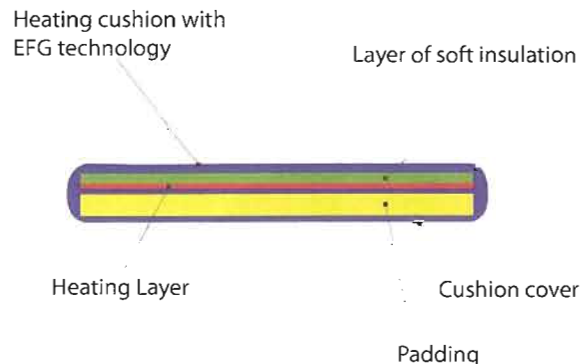 Heating cushion with
EFG technology
Layer of soft insulation
Heating Layer
Cushion cover
Padding